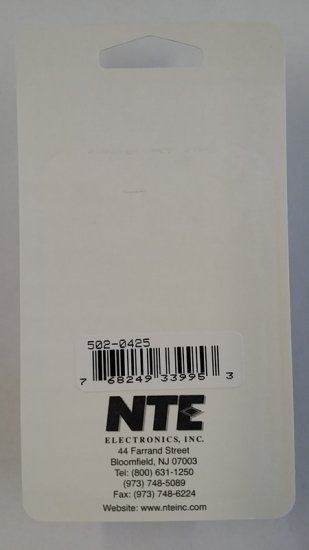 502-0425
7 68249 33995 3
NTE
ELECTRONICS, INC.
44 Farrand Street
Bloomfield, NJ 07003
Tel: (800) 631-1250
(973) 748-5089
Fax: (973) 748-6224
Website: www.nteinc.com